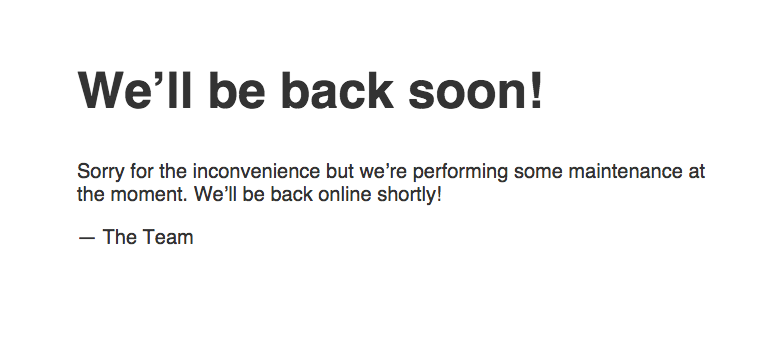 We’ll be back soon!
Sorry for the inconvenience but we’re performing some maintenance at
the moment. We’ll be back online shortly!
— The Team